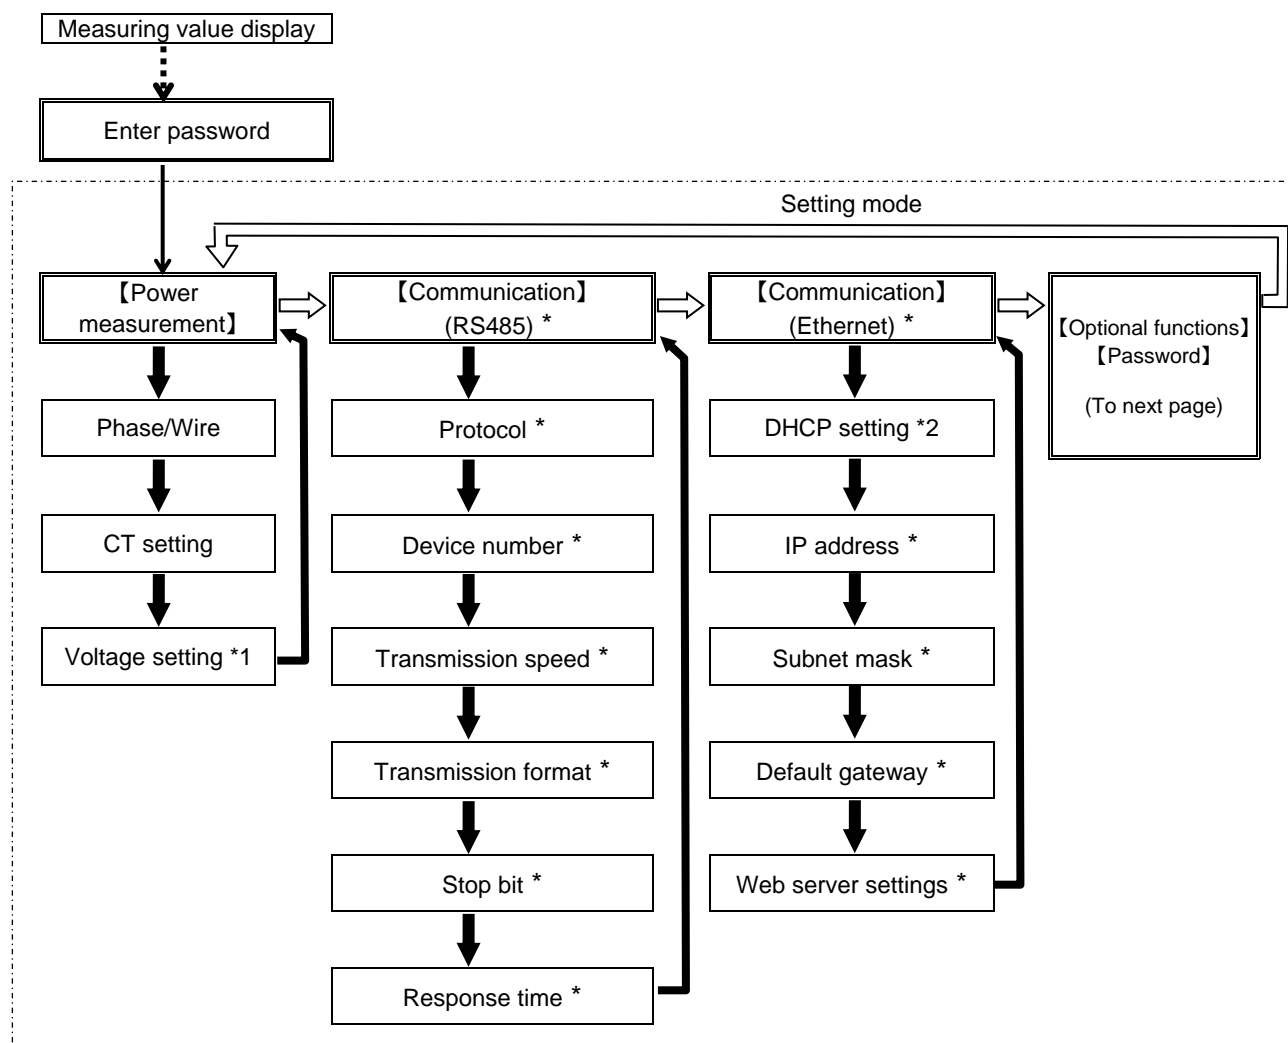 Measuring value display
Enter password
Setting mode
【Power
measurement】
Phase/Wire
CT setting
Voltage setting *1
【Communication】
(RS485) *
Protocol *
Device number *
Transmission speed *
Transmission format *
Stop bit *
Response time *
【Communication】
(Ethernet) *
DHCP setting *2
IP address *
Subnet mask *
Default gateway *
Web server settings *
【Optional functions】
【Password】
(To next page)